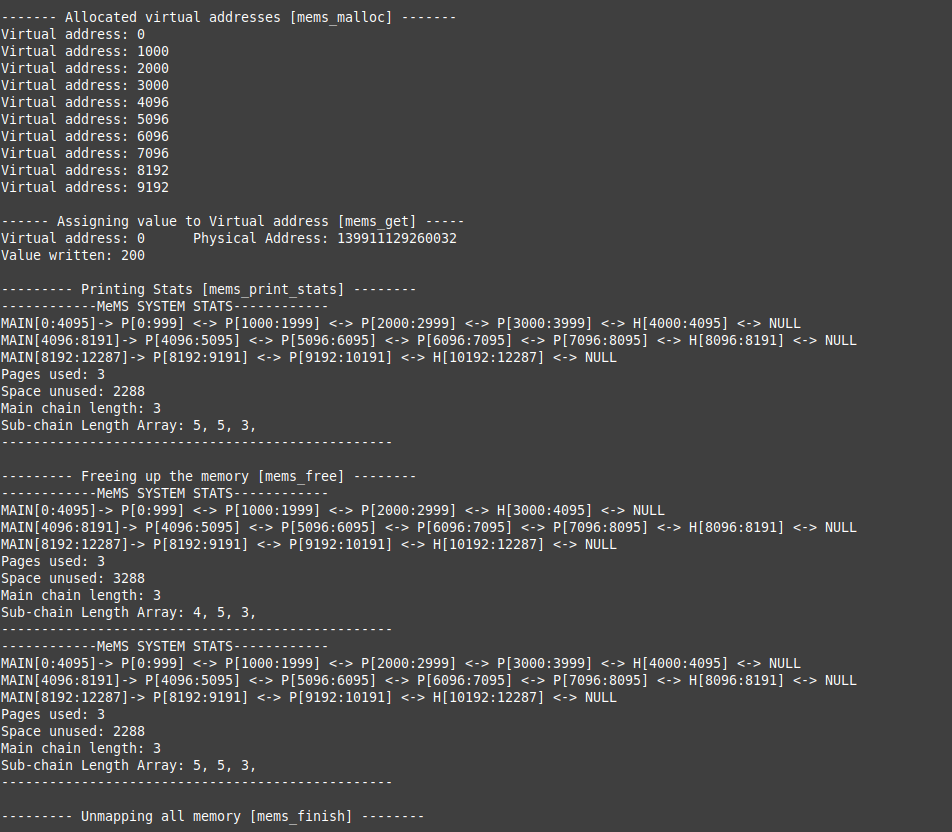 ------- Allocated virtual addresses [mems_malloc] -------
Virtual address: 0
Virtual address: 1000
Virtual address: 2000
Virtual address: 3000
Virtual address: 4096
Virtual address: 5096
Virtual address: 6096
Virtual address: 7096
Virtual address: 8192
Virtual address: 9192
------ Assigning value to Virtual address [mems_get] -----
Virtual address: 0      Physical Address: 139911129260032
Value written: 200
--------- Printing Stats [mems_print_stats] --------
------------MeMS SYSTEM STATS------------
MAIN[0:4095]-> P[0:999] <-> P[1000:1999] <-> P[2000:2999] <-> P[3000:3999] <-> H[4000:4095] <-> NULL
MAIN[4096:8191]-> P[4096:5095] <-> P[5096:6095] <-> P[6096:7095] <-> P[7096:8095] <-> H[8096:8191] <-> NULL
MAIN[8192:12287]-> P[8192:9191] <-> P[9192:10191] <-> H[10192:12287] <-> NULL
Pages used: 3
Space unused: 2288
Main chain length: 3
Sub-chain Length Array: 5, 5, 3,
-------------------------------------------------
--------- Freeing up the memory [mems_free] --------
------------MeMS SYSTEM STATS------------
MAIN[0:4095]-> P[0:999] <-> P[1000:1999] <-> P[2000:2999] <-> H[3000:4095] <-> NULL
MAIN[4096:8191]-> P[4096:5095] <-> P[5096:6095] <-> P[6096:7095] <-> P[7096:8095] <-> H[8096:8191] <-> NULL
MAIN[8192:12287]-> P[8192:9191] <-> P[9192:10191] <-> H[10192:12287] <-> NULL
Pages used: 3
Space unused: 3288
Main chain length: 3
Sub-chain Length Array: 4, 5, 3,
-------------------------------------------------
------------MeMS SYSTEM STATS------------
MAIN[0:4095]-> P[0:999] <-> P[1000:1999] <-> P[2000:2999] <-> P[3000:3999] <-> H[4000:4095] <-> NULL
MAIN[4096:8191]-> P[4096:5095] <-> P[5096:6095] <-> P[6096:7095] <-> P[7096:8095] <-> H[8096:8191] <-> NULL
MAIN[8192:12287]-> P[8192:9191] <-> P[9192:10191] <-> H[10192:12287] <-> NULL
Pages used: 3
Space unused: 2288
Main chain length: 3
Sub-chain Length Array: 5, 5, 3,
-------------------------------------------------
--------- Unmapping all memory [mems_finish] --------